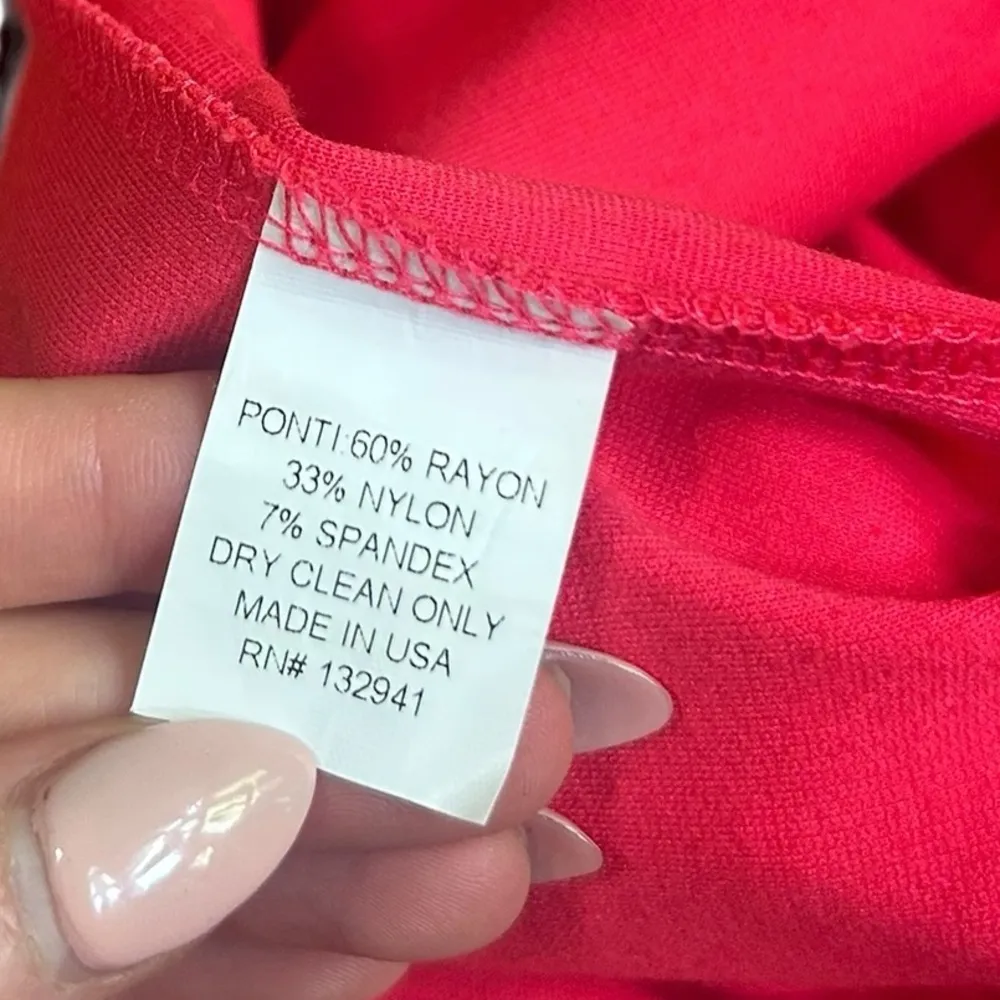 PONTI:60% RAYON
33% NYLON
7% SPANDEX
DRY CLEAN ONLY
MADE IN USA
RN# 132941